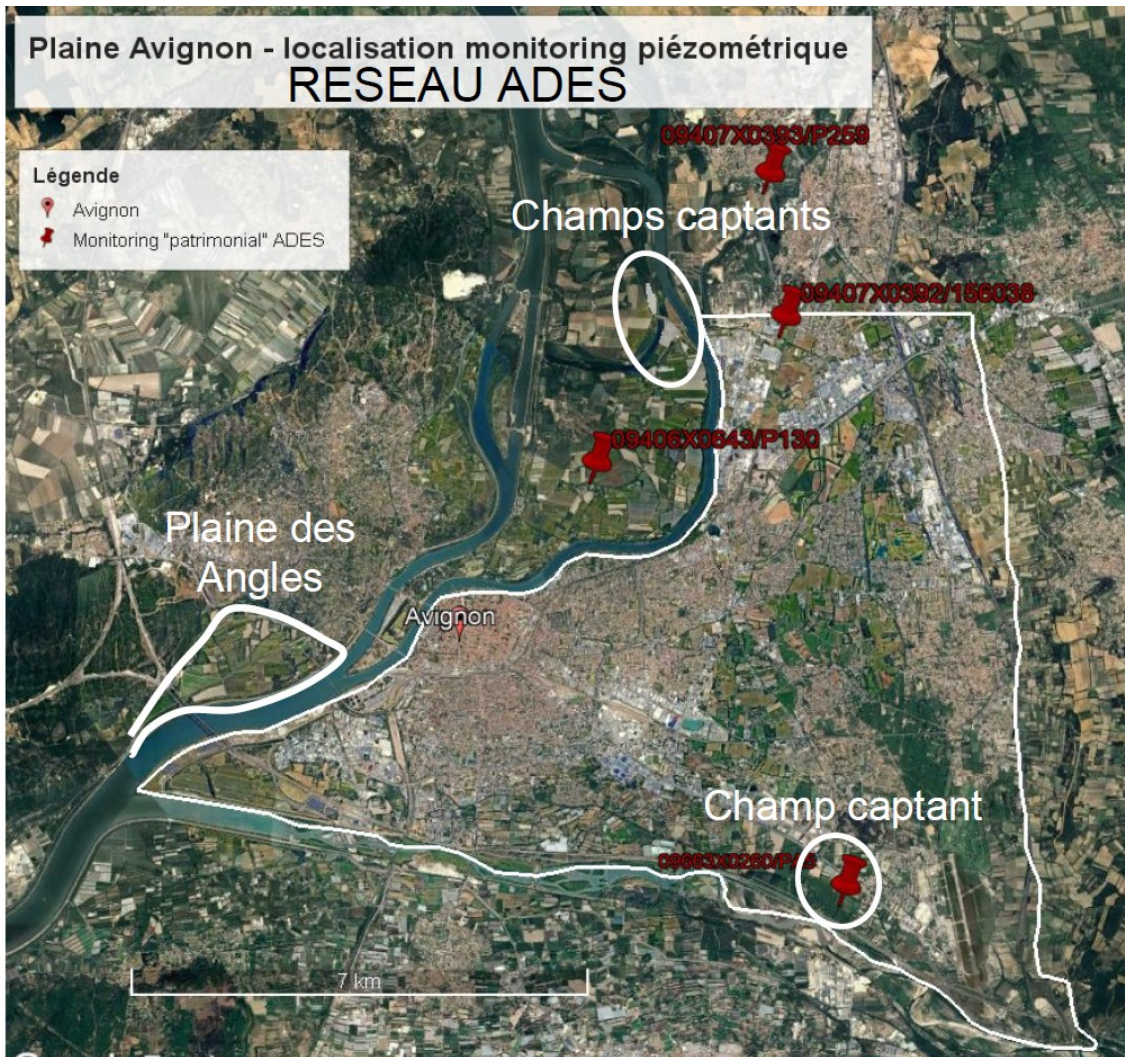 Plaine Avignon - localisation monitoring piézométrique
RESEAU ADES
Légende
Avignon
Monitoring "patrimonial" ADES
09407X0393/P259
Champs captants
09407X0392/156038
09406X0643/P130
Plaine des
Angles
Avignon
Champ captant
7 km